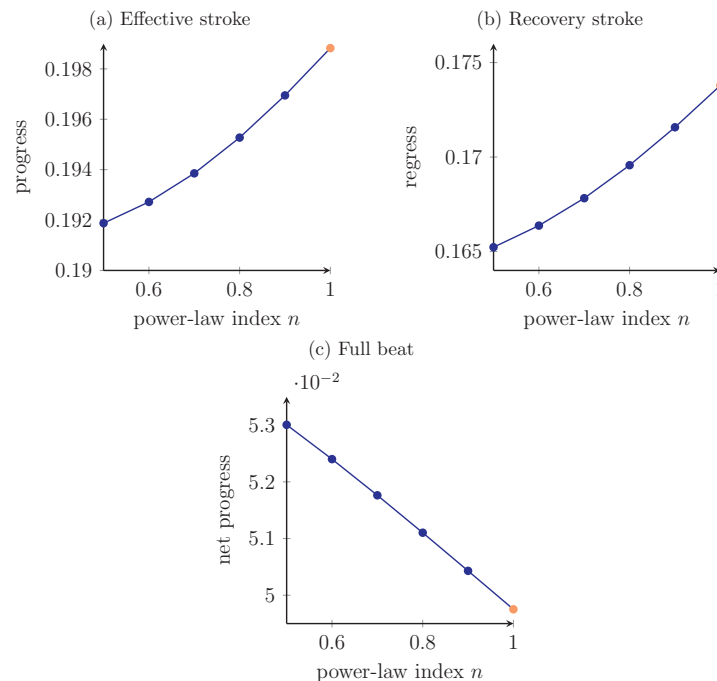 (a) Effective stroke
0.198
0.196
0.194
0.192
0.19
progress
0.6
0.8
1
power-law index n
(b) Recovery stroke
0.175
0.17
0.165
regress
0.6
0.8
power-law index n
(c) Full beat
·10⁻²
5.3
5.2
5.1
5
net progress
0.6
0.8
1
power-law index n